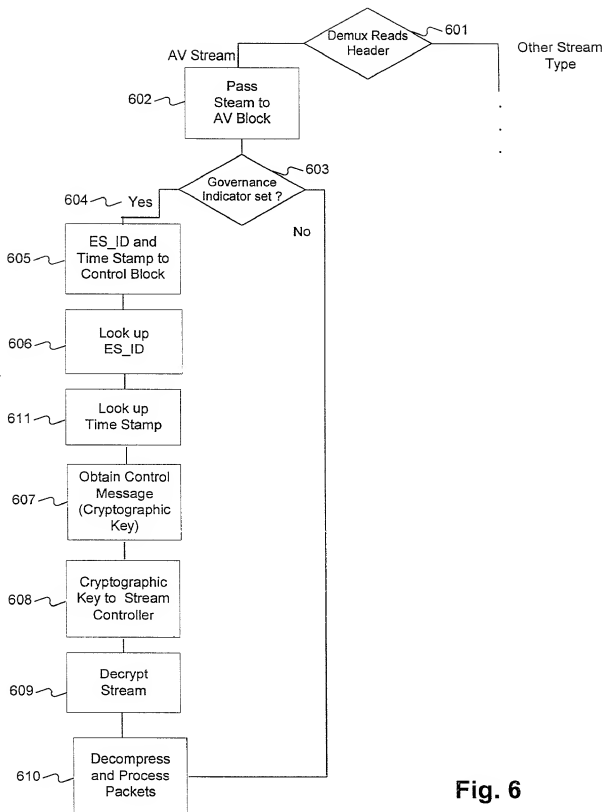 Demux Reads
Header
601
Other Stream
Type
AV Stream
602
Pass
Steam to
AV Block
603
Governance
Indicator set ?
604
Yes
No
605
ES_ID and
Time Stamp to
Control Block
606
Look up
ES_ID
611
Look up
Time Stamp
607
Obtain Control
Message
(Cryptographic
Key)
608
Cryptographic
Key to Stream
Controller
609
Decrypt
Stream
610
Decompress
and Process
Packets
Fig. 6